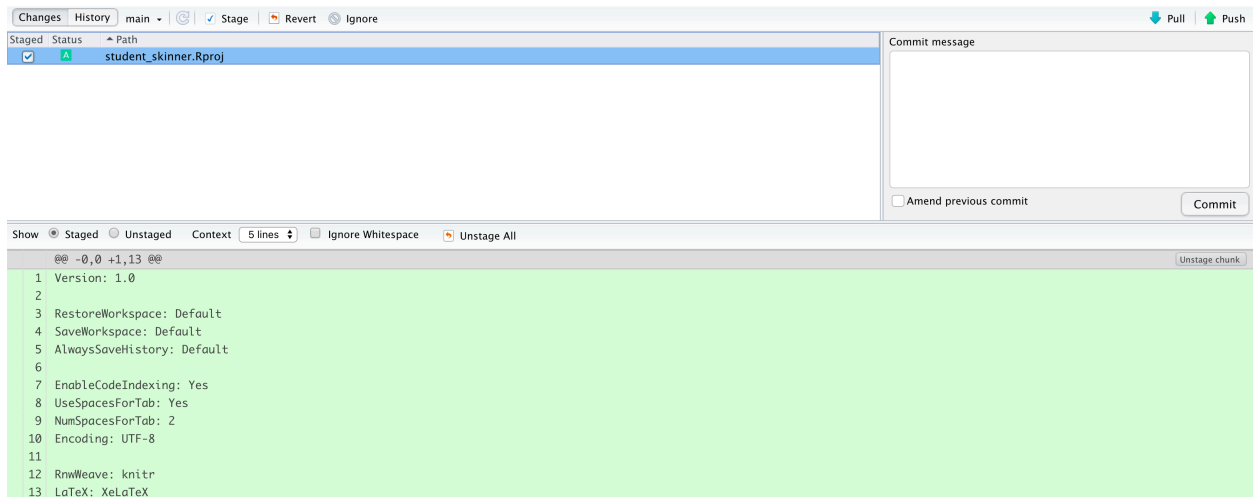 Changes History main Stage Revert Ignore Pull Push
Staged Status Path Commit message
A student_skinner.Rproj
Amend previous commit Commit
Show Staged Unstaged Context 5 lines Ignore Whitespace Unstage All
@@ -0,0 +1,13 @@ Unstage chunk
1 Version: 1.0
2
3 RestoreWorkspace: Default
4 SaveWorkspace: Default
5 AlwaysSaveHistory: Default
6
7 EnableCodeIndexing: Yes
8 UseSpacesForTab: Yes
9 NumSpacesForTab: 2
10 Encoding: UTF-8
11
12 RnwWeave: knitr
13 LaTeX: XeLaTeX